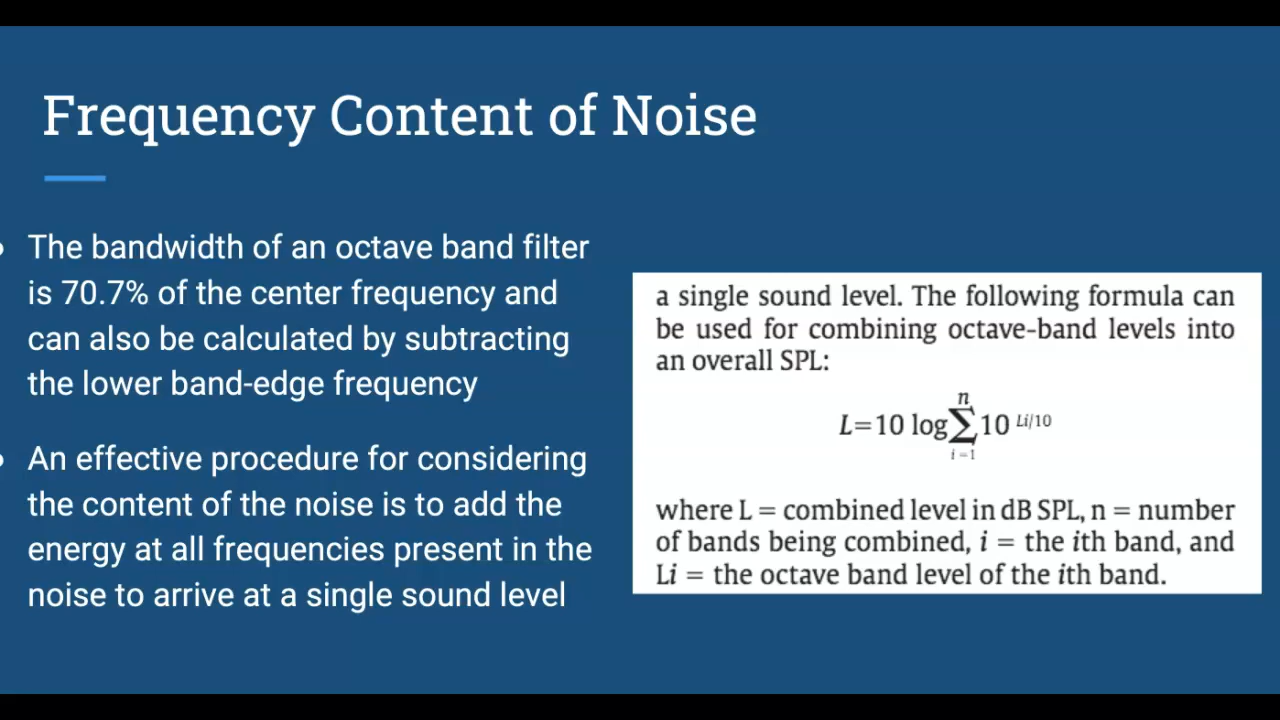 Frequency Content of Noise
The bandwidth of an octave band filter
is 70.7% of the center frequency and
can also be calculated by subtracting
the lower band-edge frequency
An effective procedure for considering
the content of the noise is to add the
energy at all frequencies present in the
noise to arrive at a single sound level
a single sound level. The following formula can
be used for combining octave-band levels into
an overall SPL:
n
L=10 log∑10 Li/10
i=1
where L = combined level in dB SPL, n = number
of bands being combined, i = the ith band, and
Li = the octave band level of the ith band.